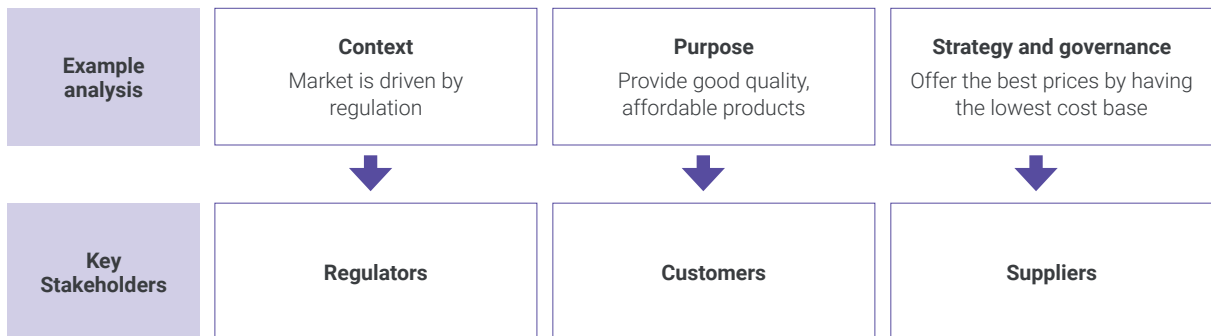 Example
analysis
Context
Market is driven by
regulation
Purpose
Provide good quality,
affordable products
Strategy and governance
Offer the best prices by having
the lowest cost base
Key
Stakeholders
Regulators
Customers
Suppliers